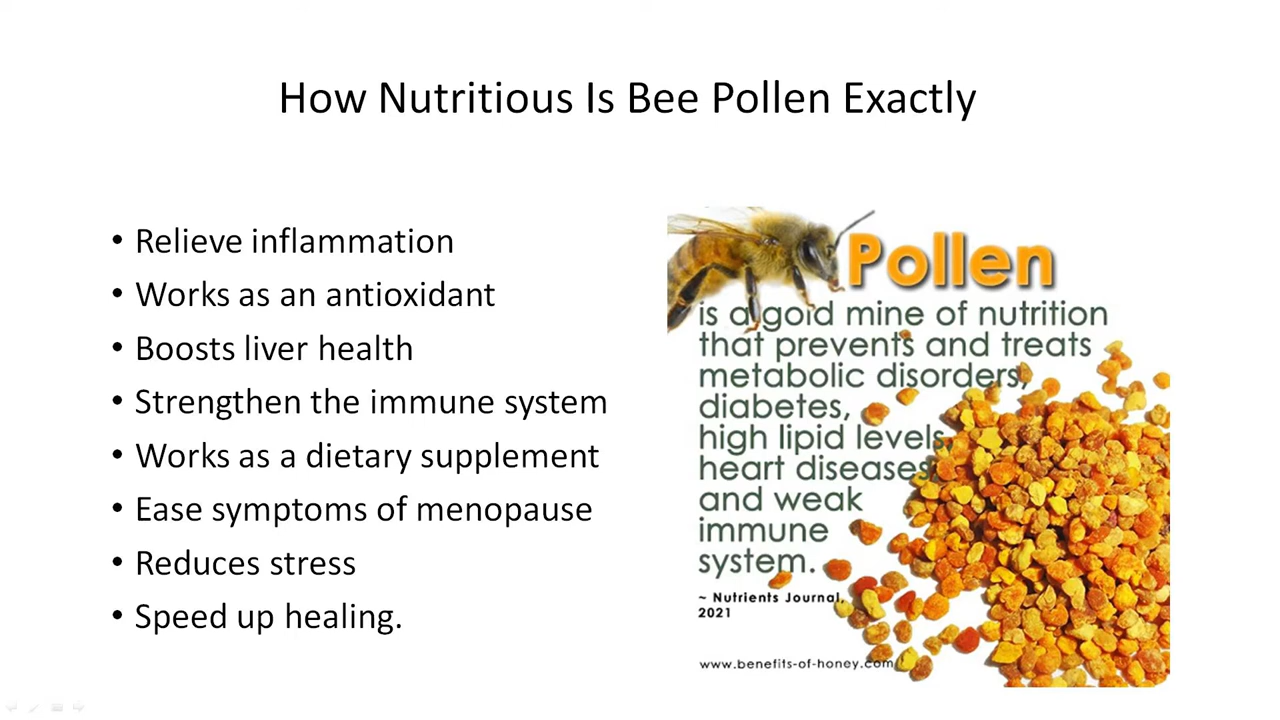 How Nutritious Is Bee Pollen Exactly
• Relieve inflammation
• Works as an antioxidant
• Boosts liver health
• Strengthen the immune system
• Works as a dietary supplement
• Ease symptoms of menopause
• Reduces stress
• Speed up healing.
Pollen
is a gold mine of nutrition
that prevents and treats
metabolic disorders,
diabetes,
high lipid levels,
heart diseases
and weak
immune
system.
~ Nutrients Journal,
2021
www.benefits-of-honey.com